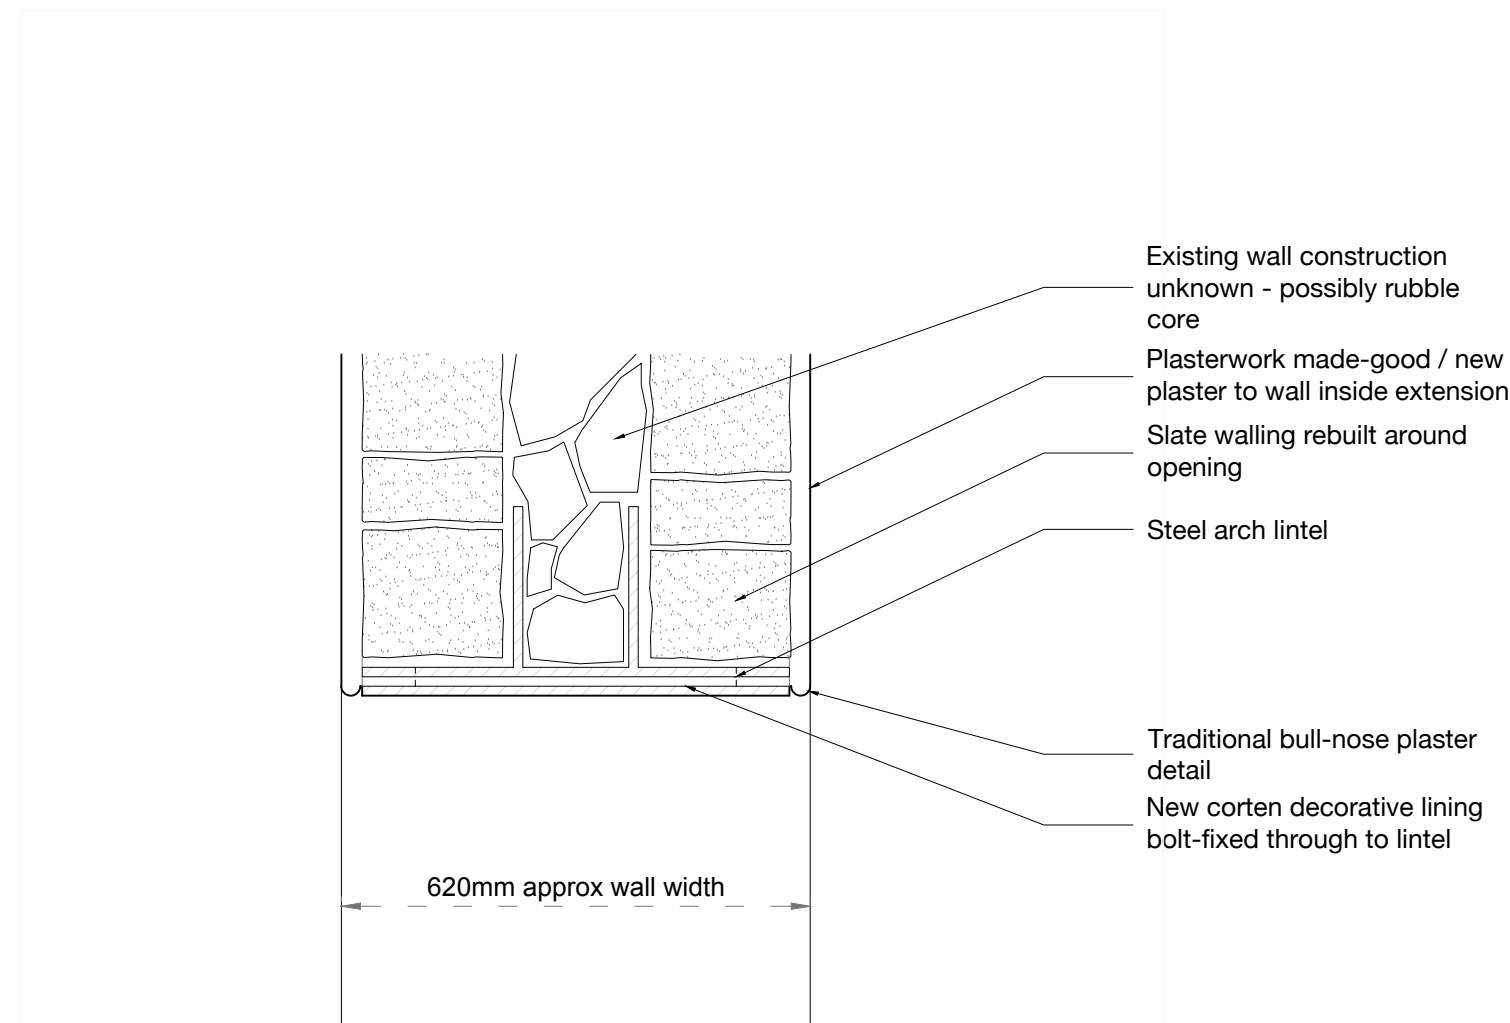 Existing wall construction
unknown - possibly rubble
core
Plasterwork made-good / new
plaster to wall inside extension
Slate walling rebuilt around
opening
Steel arch lintel
Traditional bull-nose plaster
detail
New corten decorative lining
bolt-fixed through to lintel
620mm approx wall width